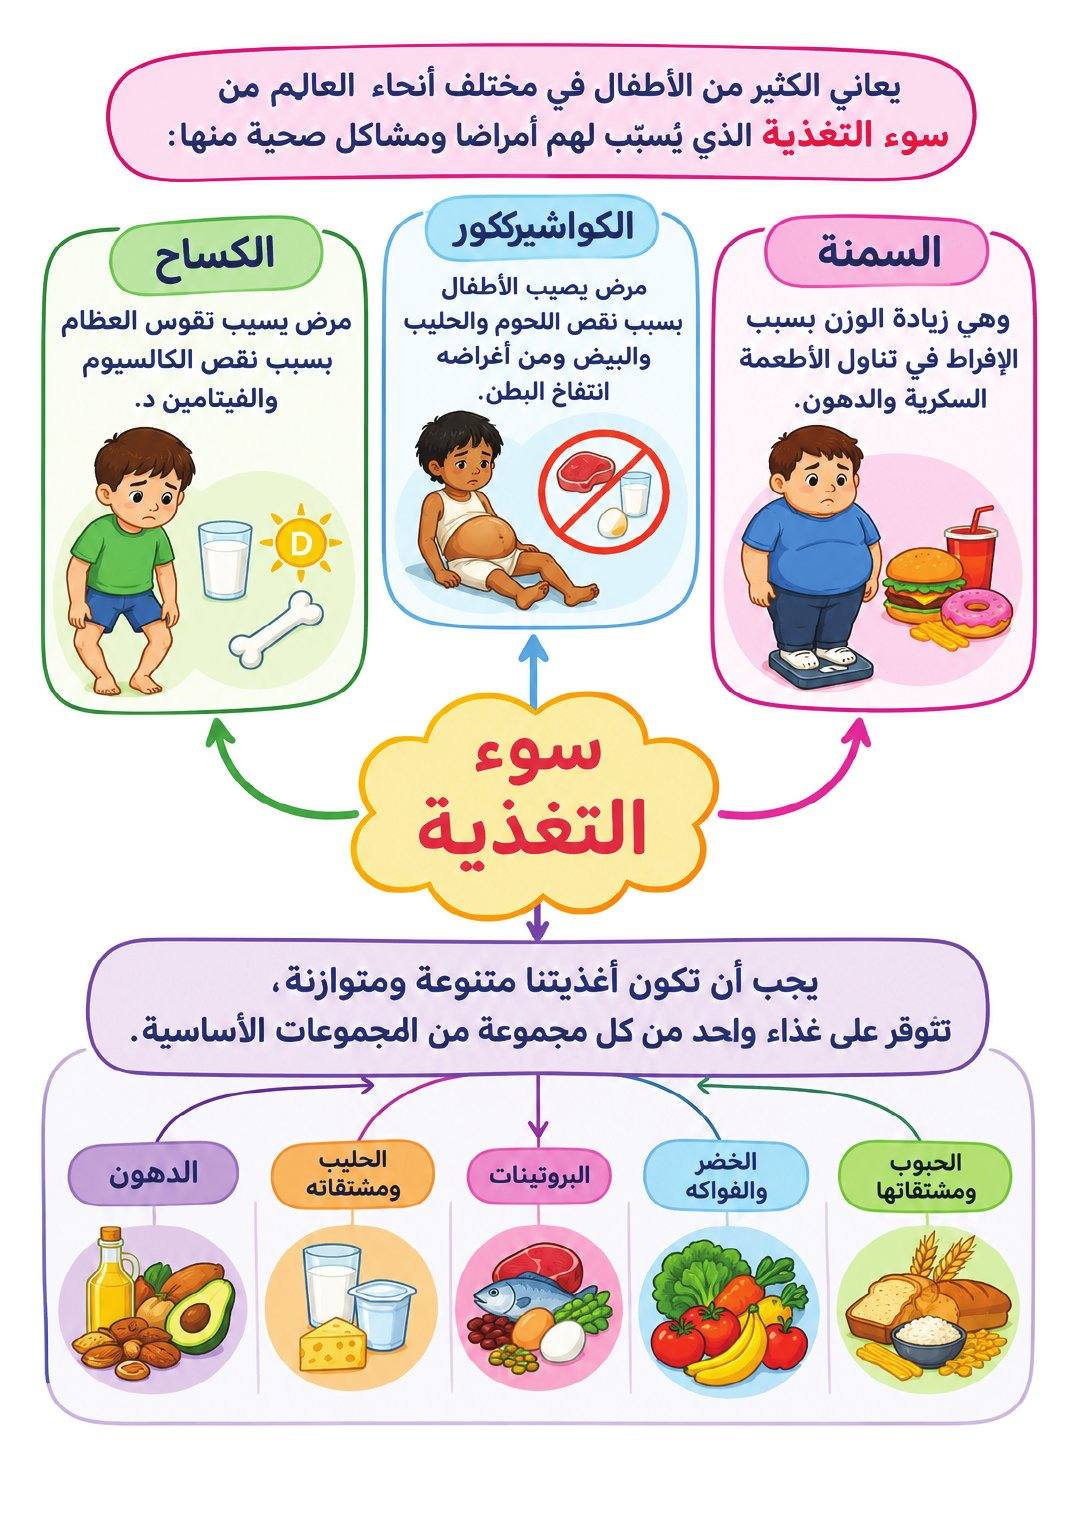 يعاني الكثير من الأطفال في مختلف أنحاء العالم من
سوء التغذية الذي يُسبّب لهم أمراضا ومشاكل صحية منها:
السمنة
وهي زيادة الوزن بسبب
الإفراط في تناول الأطعمة
السكرية والدهون.
الكواشيرككور
مرض يصيب الأطفال
بسبب نقص اللحوم والحليب
والبيض ومن أغراضه
انتفاخ البطن.
الكساح
مرض يسيب تقوس العظام
بسبب نقص الكالسيوم
والفيتامين د.
D
سوء
التغذية
يجب أن تكون أغذيتنا متنوعة ومتوازنة،
تتوقر على غذاء واحد من كل مجموعة من المجموعات الأساسية.
الحبوب
ومشتقاتها
الخضر
والفواكه
البروتينات
الحليب
ومشتقاته
الدهون